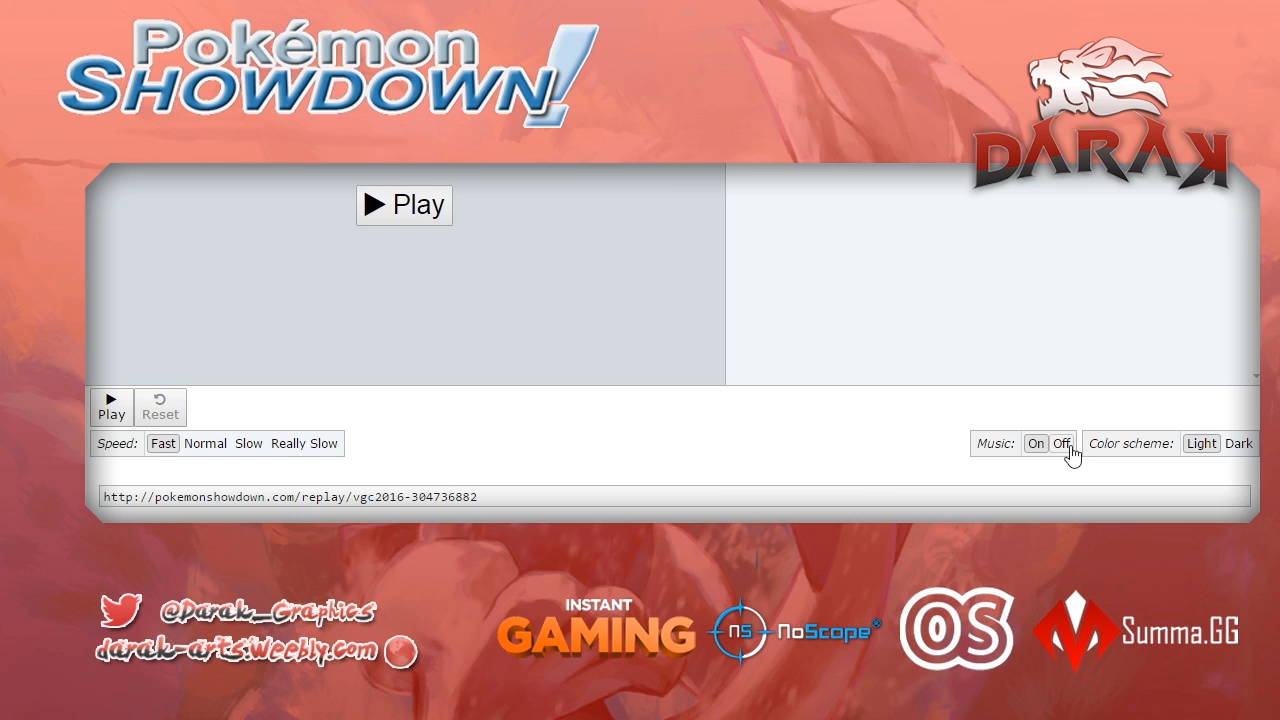 Pokémon
SHOWDOWN!
DARAK
▶ Play
Play
Reset
Speed: Fast Normal Slow Really Slow
Music: On Off
Color scheme: Light Dark
http://pokemonshowdown.com/replay/vgc2016-304736882
@Darak_Graphics
darak-arts.Weebly.com
INSTANT
GAMING
NS NoScope
OS
Summa.GG